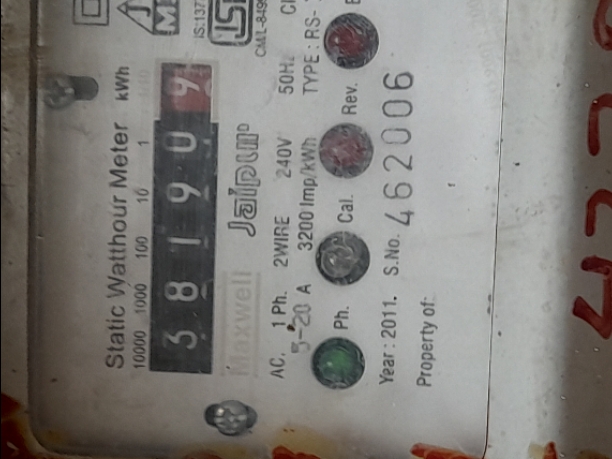 Static Watthour Meter kWh
10000 1000 100 10 1
3 8 1 9 0 9
Maxwell Jaipur
AC, 1 Ph. 2WIRE 240V 50Hz
5-20 A 3200 Imp/kWh TYPE : RS-
Ph. Cal. Rev.
Year : 2011. S.No. 462006
Property of: